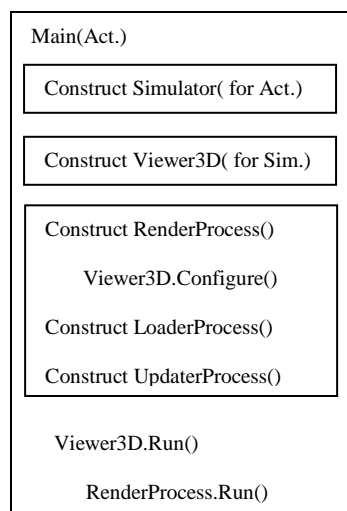 Main(Act.)
Construct Simulator( for Act.)
Construct Viewer3D( for Sim.)
Construct RenderProcess()
Viewer3D.Configure()
Construct LoaderProcess()
Construct UpdaterProcess()
Viewer3D.Run()
RenderProcess.Run()